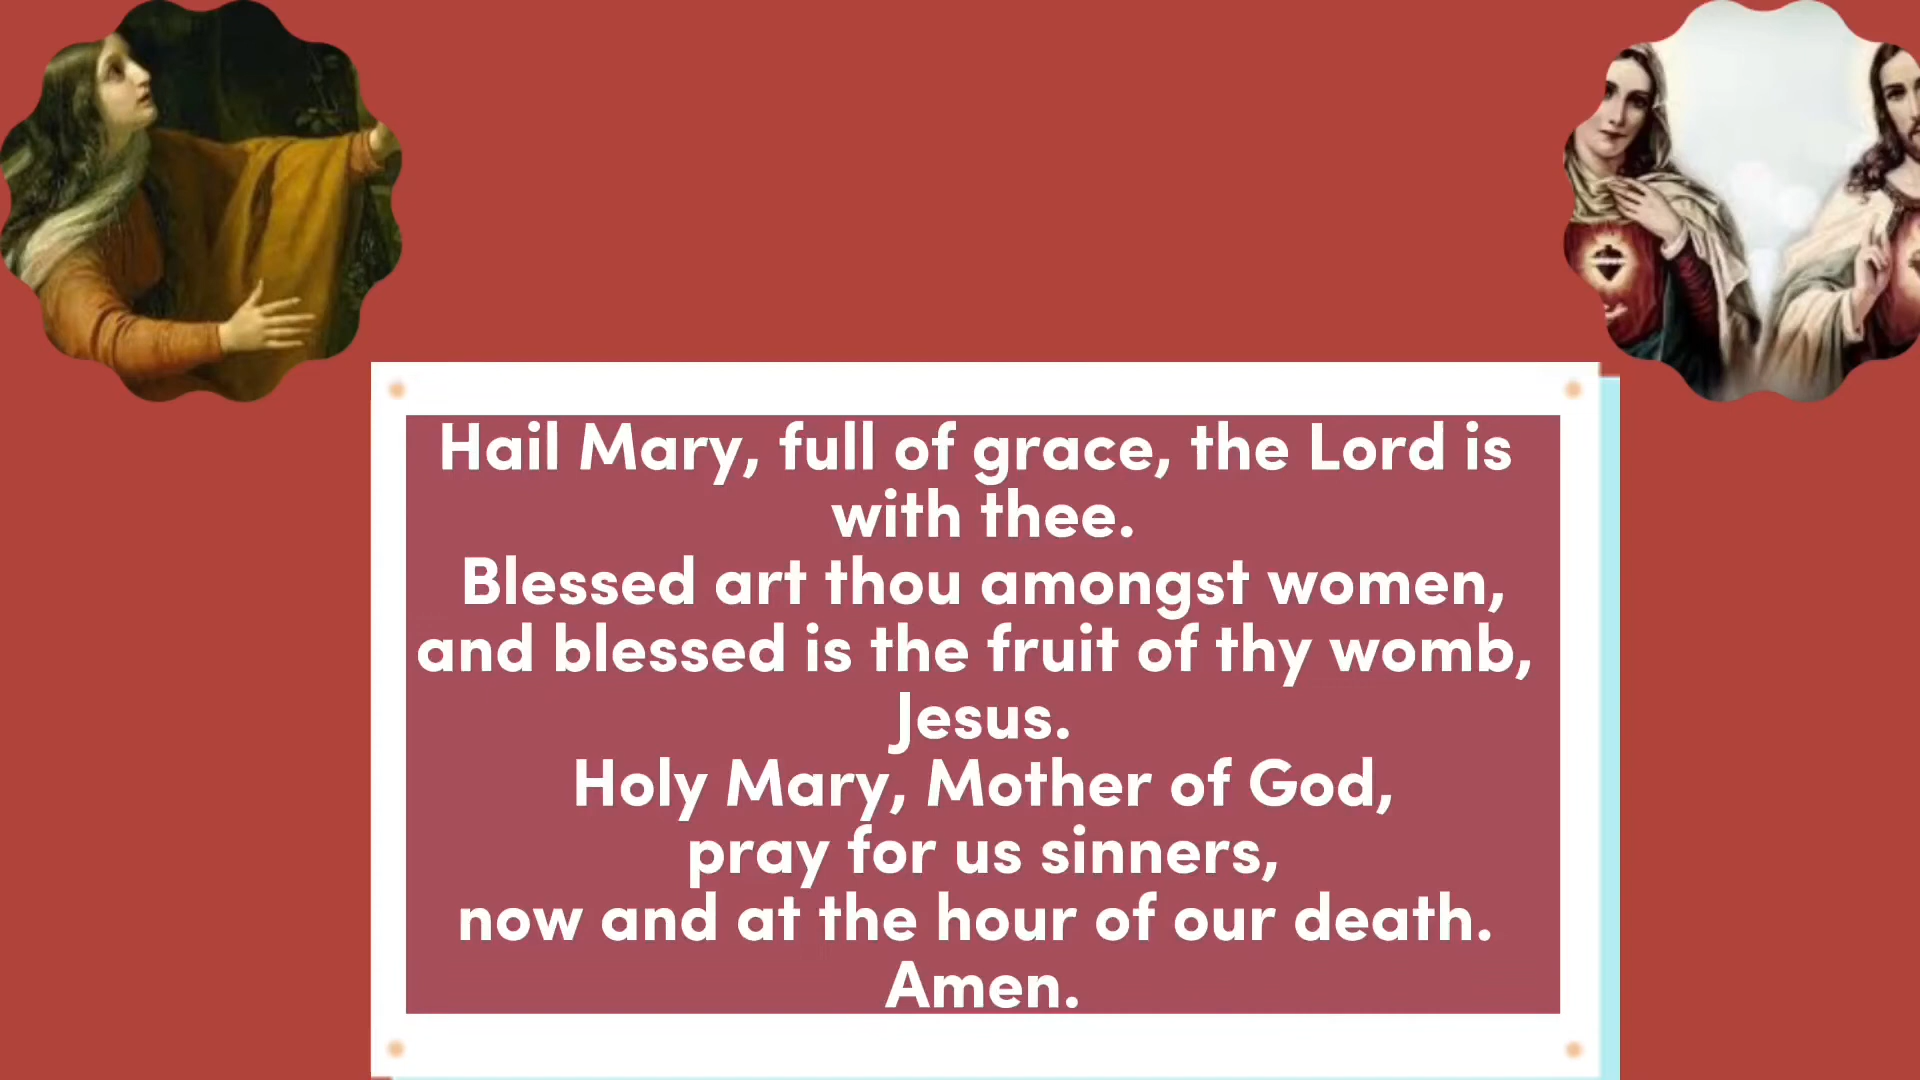 Hail Mary, full of grace, the Lord is
with thee.
Blessed art thou amongst women,
and blessed is the fruit of thy womb,
Jesus.
Holy Mary, Mother of God,
pray for us sinners,
now and at the hour of our death.
Amen.